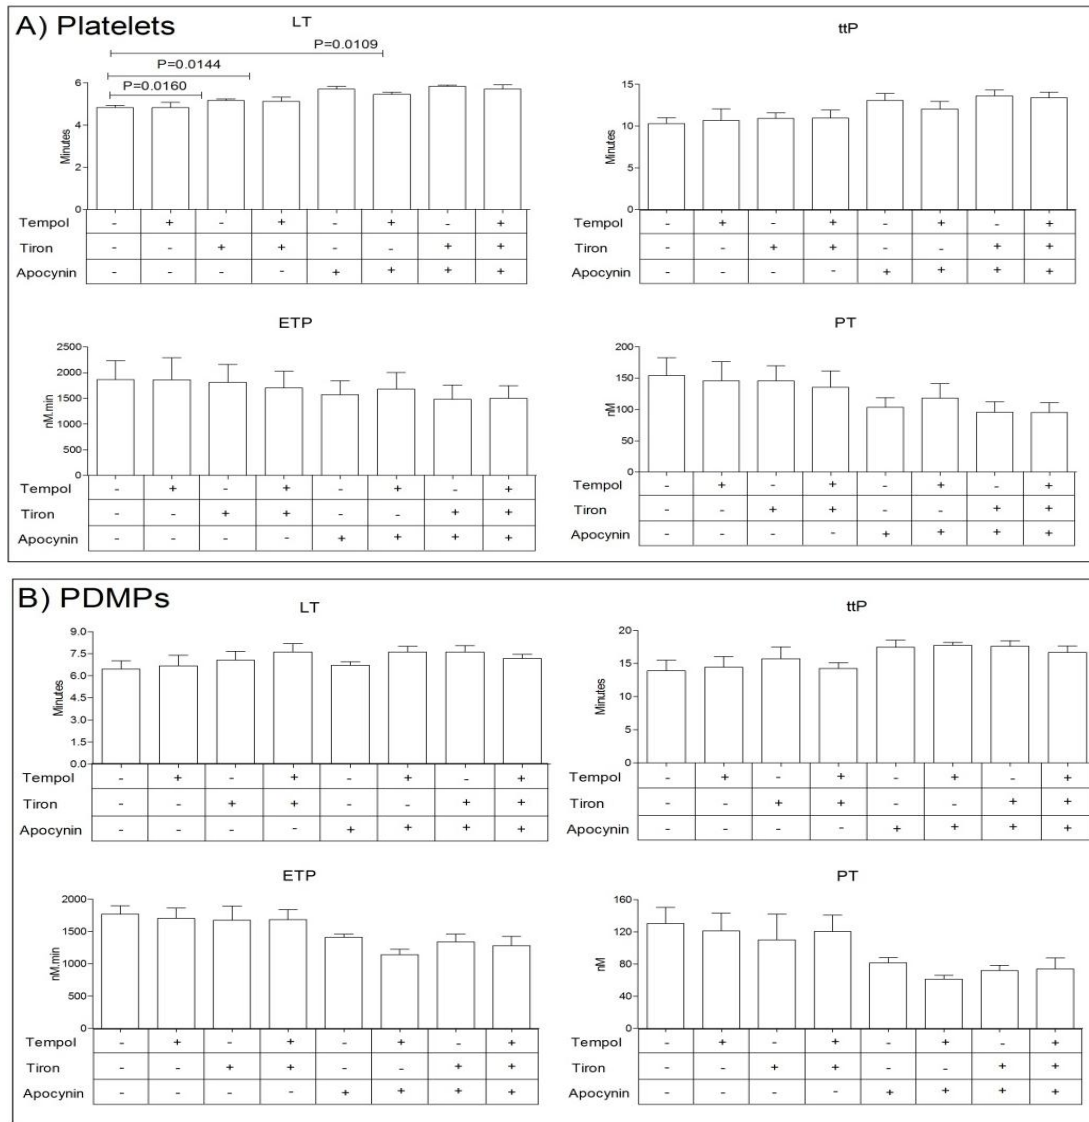 A) Platelets
LT
P=0.0109
P=0.0144
P=0.0160
6
4
2
0
Minutes
Tempol - + - + - + - +
Tiron - - + + - - + +
Apocynin - - - - + + + +
ttP
15
10
5
0
Minutes
Tempol - + - + - + - +
Tiron - - + + - - + +
Apocynin - - - - + + + +
ETP
2500
2000
1500
1000
500
0
nM.min
Tempol - + - + - + - +
Tiron - - + + - - + +
Apocynin - - - - + + + +
PT
200
150
100
50
0
nM
Tempol - + - + - + - +
Tiron - - + + - - + +
Apocynin - - - - + + + +
B) PDMPs
LT
9.0
7.5
6.0
4.5
3.0
1.5
0.0
Minutes
Tempol - + - + - + - +
Tiron - - + + - - + +
Apocynin - - - - + + + +
ttP
20
15
10
5
0
Minutes
Tempol - + - + - + - +
Tiron - - + + - - + +
Apocynin - - - - + + + +
ETP
2000
1500
1000
500
0
nM.min
Tempol - + - + - + - +
Tiron - - + + - - + +
Apocynin - - - - + + + +
PT
160
120
80
40
0
nM
Tempol - + - + - + - +
Tiron - - + + - - + +
Apocynin - - - - + + + +